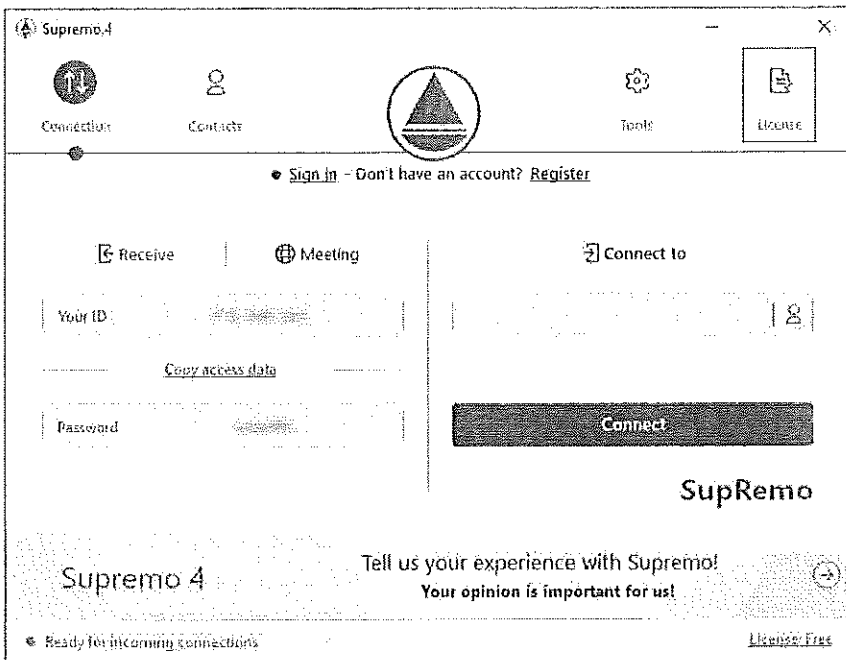 Supremo 4
Connection
Contacts
Tools
License
Sign in - Don't have an account? Register
Receive
Meeting
Connect to
Your ID
Copy access data
Password
Connect
SupRemo
Supremo 4
Tell us your experience with Supremo!
Your opinion is important for us!
Ready for incoming connections
License: Free